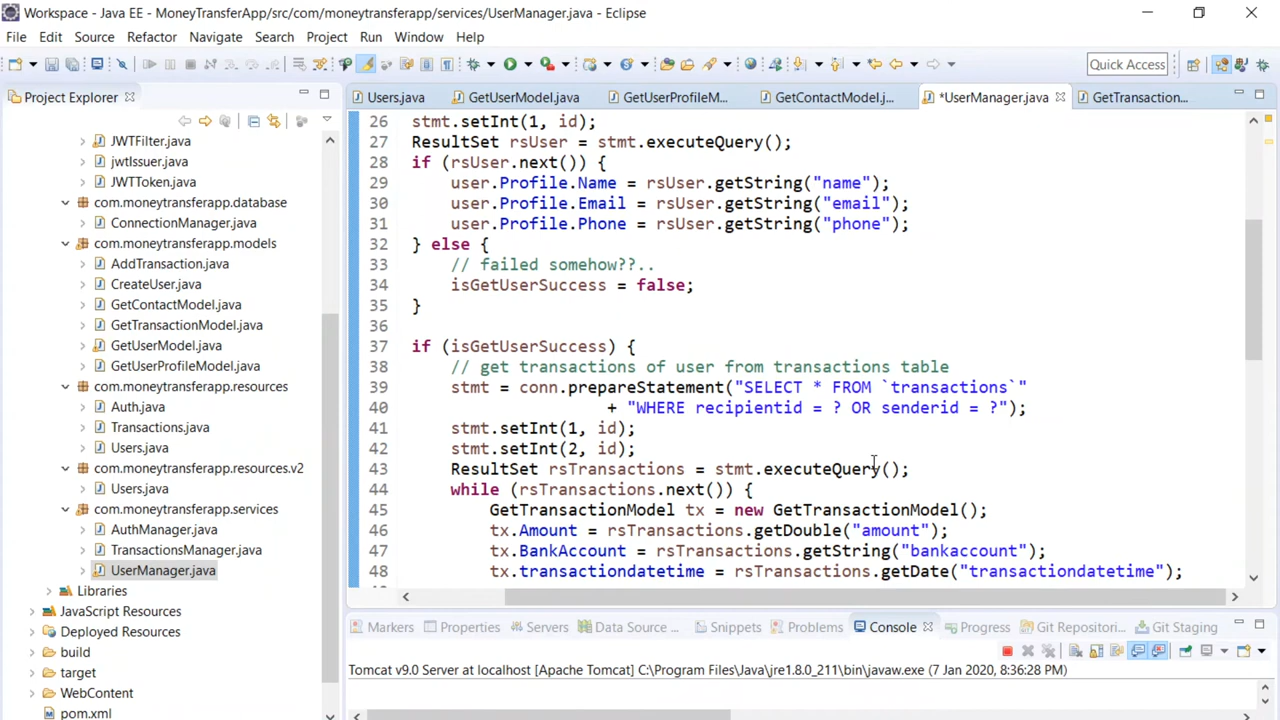 Workspace - Java EE - MoneyTransferApp/src/com/moneytransferapp/services/UserManager.java - Eclipse
File Edit Source Refactor Navigate Search Project Run Window Help
Quick Access
Project Explorer
Users.java GetUserModel.java GetUserProfileM... GetContactModel.j... *UserManager.java GetTransaction...
JWTFilter.java
jwtIssuer.java
JWTToken.java
com.moneytransferapp.database
ConnectionManager.java
com.moneytransferapp.models
AddTransaction.java
CreateUser.java
GetContactModel.java
GetTransactionModel.java
GetUserModel.java
GetUserProfileModel.java
com.moneytransferapp.resources
Auth.java
Transactions.java
Users.java
com.moneytransferapp.resources.v2
Users.java
com.moneytransferapp.services
AuthManager.java
TransactionsManager.java
UserManager.java
Libraries
JavaScript Resources
Deployed Resources
build
target
WebContent
pom.xml
26 stmt.setInt(1, id);
27 ResultSet rsUser = stmt.executeQuery();
28 if (rsUser.next()) {
29 user.Profile.Name = rsUser.getString("name");
30 user.Profile.Email = rsUser.getString("email");
31 user.Profile.Phone = rsUser.getString("phone");
32 } else {
33 // failed somehow??..
34 isGetUserSuccess = false;
35 }
36
37 if (isGetUserSuccess) {
38 // get transactions of user from transactions table
39 stmt = conn.prepareStatement("SELECT * FROM `transactions`"
40 + "WHERE recipientid = ? OR senderid = ?");
41 stmt.setInt(1, id);
42 stmt.setInt(2, id);
43 ResultSet rsTransactions = stmt.executeQuery();
44 while (rsTransactions.next()) {
45 GetTransactionModel tx = new GetTransactionModel();
46 tx.Amount = rsTransactions.getDouble("amount");
47 tx.BankAccount = rsTransactions.getString("bankaccount");
48 tx.transactiondatetime = rsTransactions.getDate("transactiondatetime");
Markers Properties Servers Data Source ... Snippets Problems Console Progress Git Repositori... Git Staging
Tomcat v9.0 Server at localhost [Apache Tomcat] C:\Program Files\Java\jre1.8.0_211\bin\javaw.exe (7 Jan 2020, 8:36:28 PM)